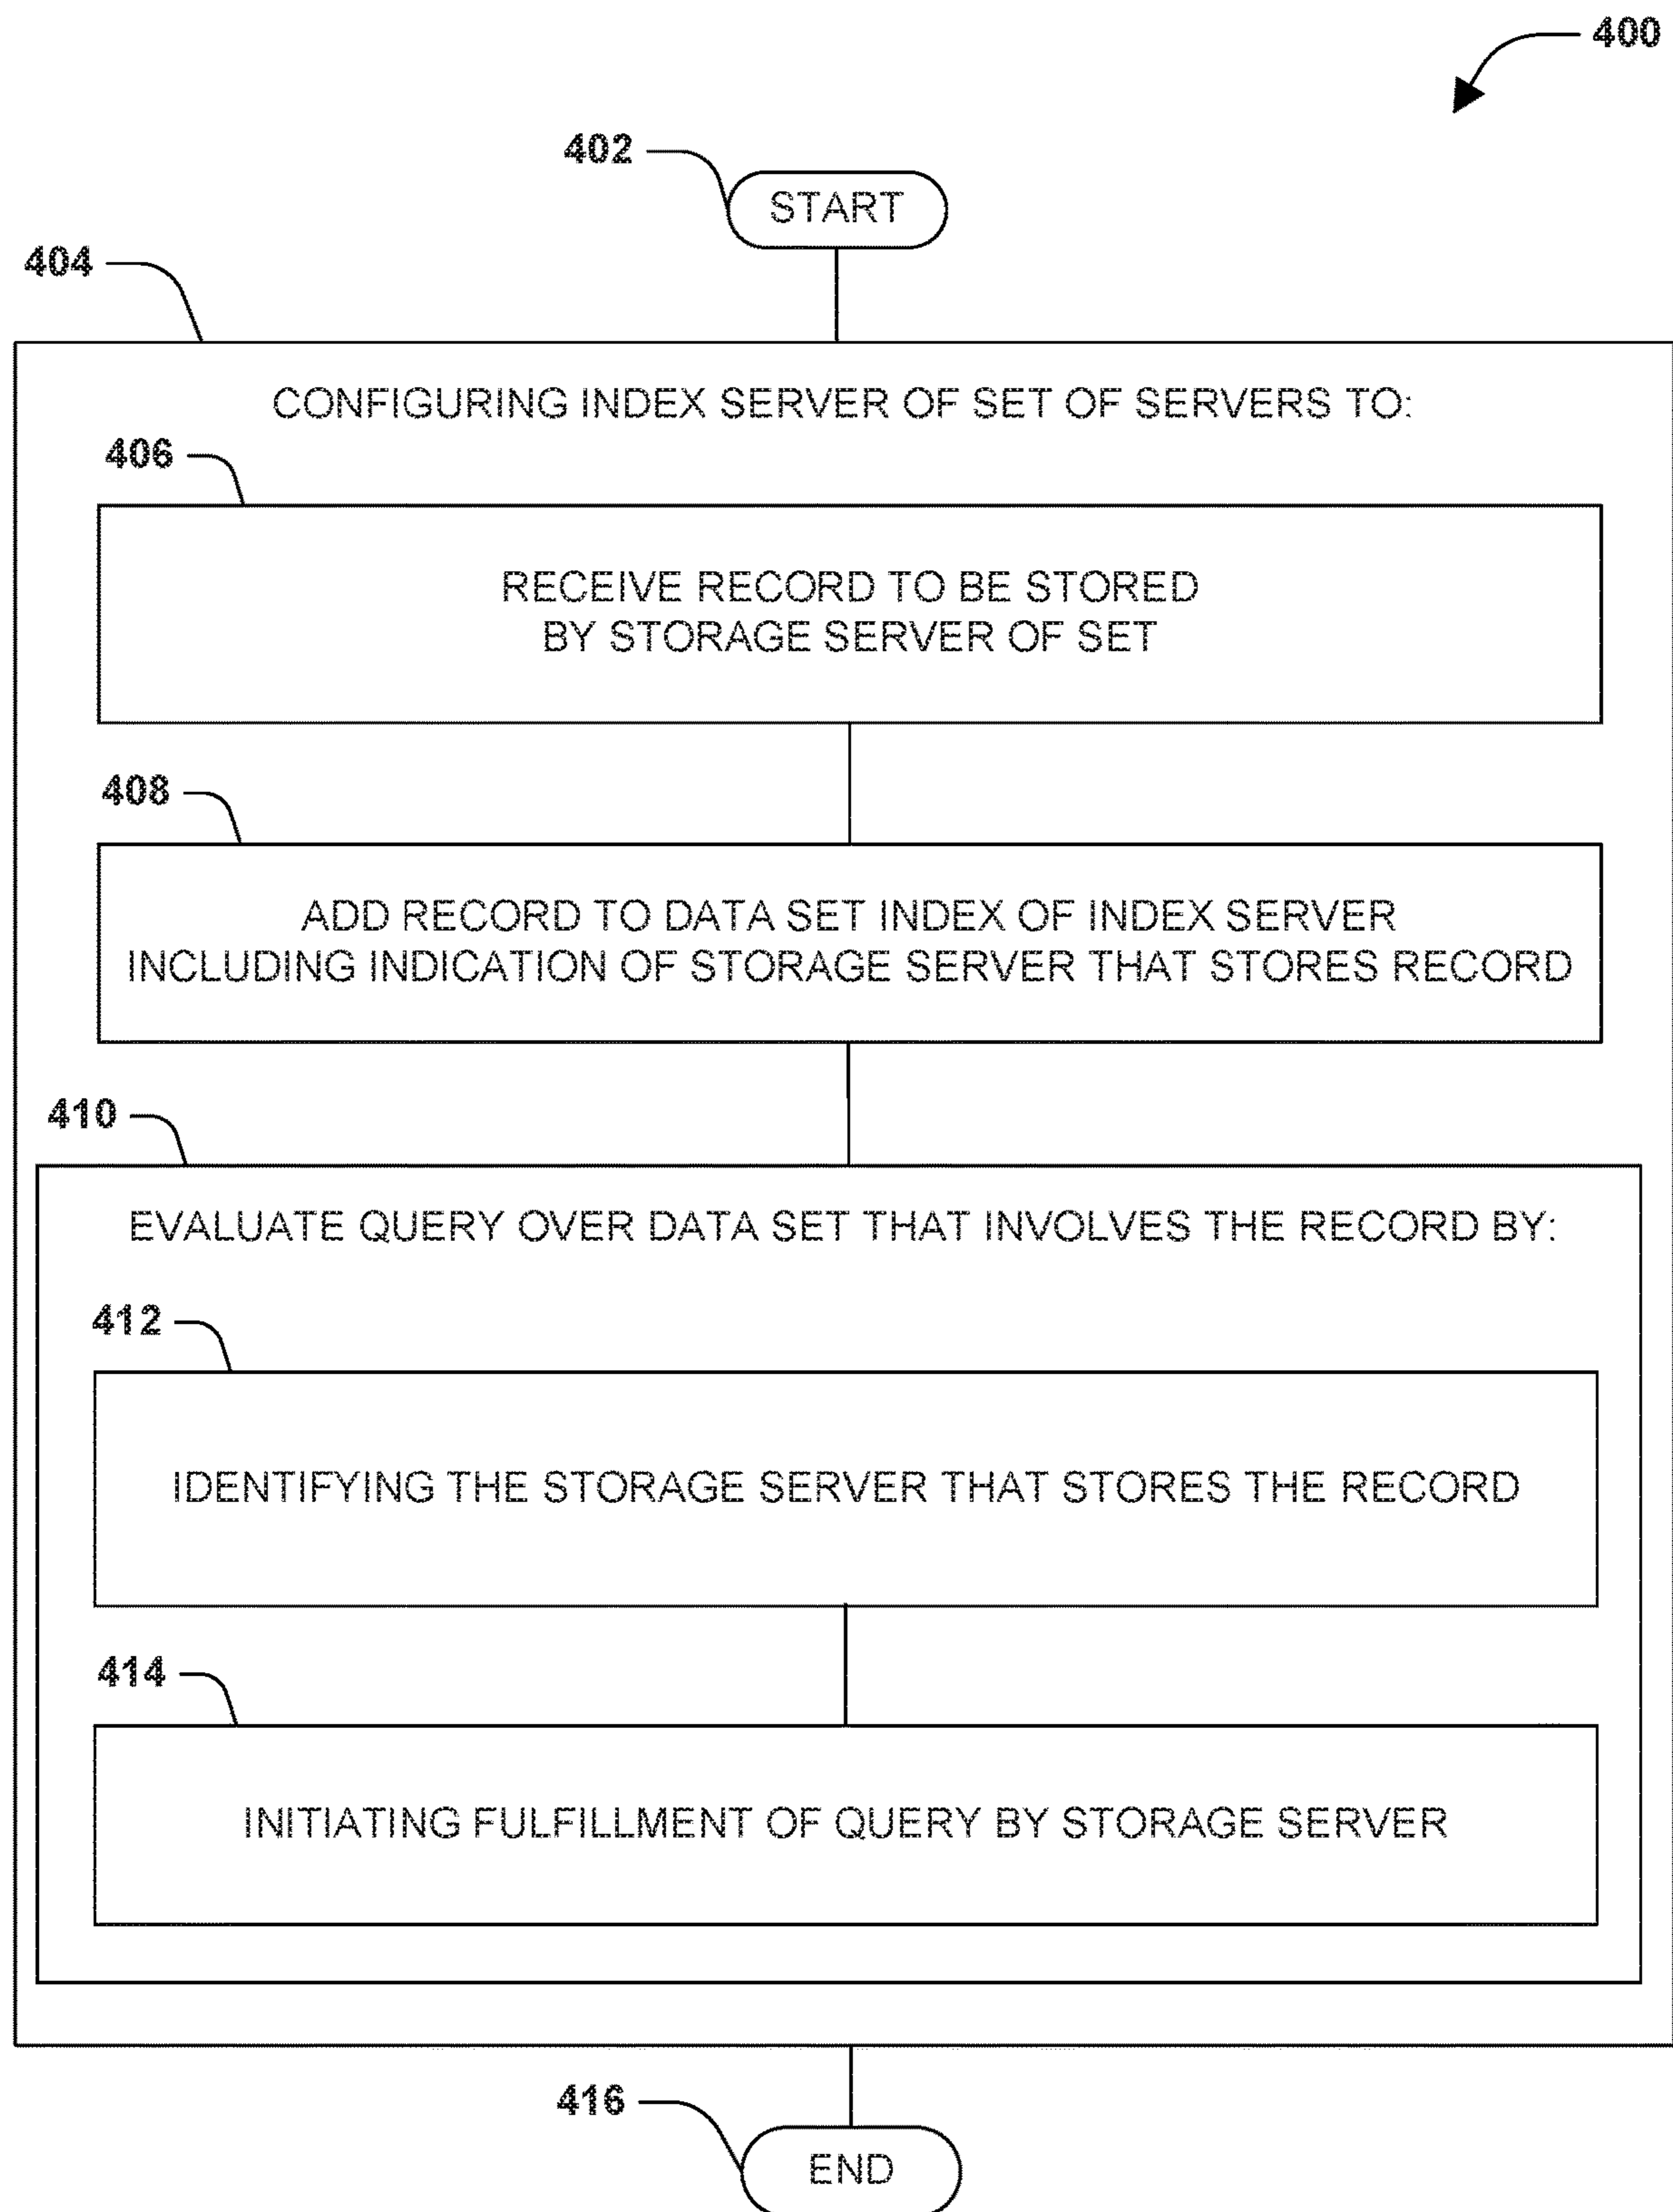 400
402
START
404
CONFIGURING INDEX SERVER OF SET OF SERVERS TO:
406
RECEIVE RECORD TO BE STORED
BY STORAGE SERVER OF SET
408
ADD RECORD TO DATA SET INDEX OF INDEX SERVER
INCLUDING INDICATION OF STORAGE SERVER THAT STORES RECORD
410
EVALUATE QUERY OVER DATA SET THAT INVOLVES THE RECORD BY:
412
IDENTIFYING THE STORAGE SERVER THAT STORES THE RECORD
414
INITIATING FULFILLMENT OF QUERY BY STORAGE SERVER
416
END